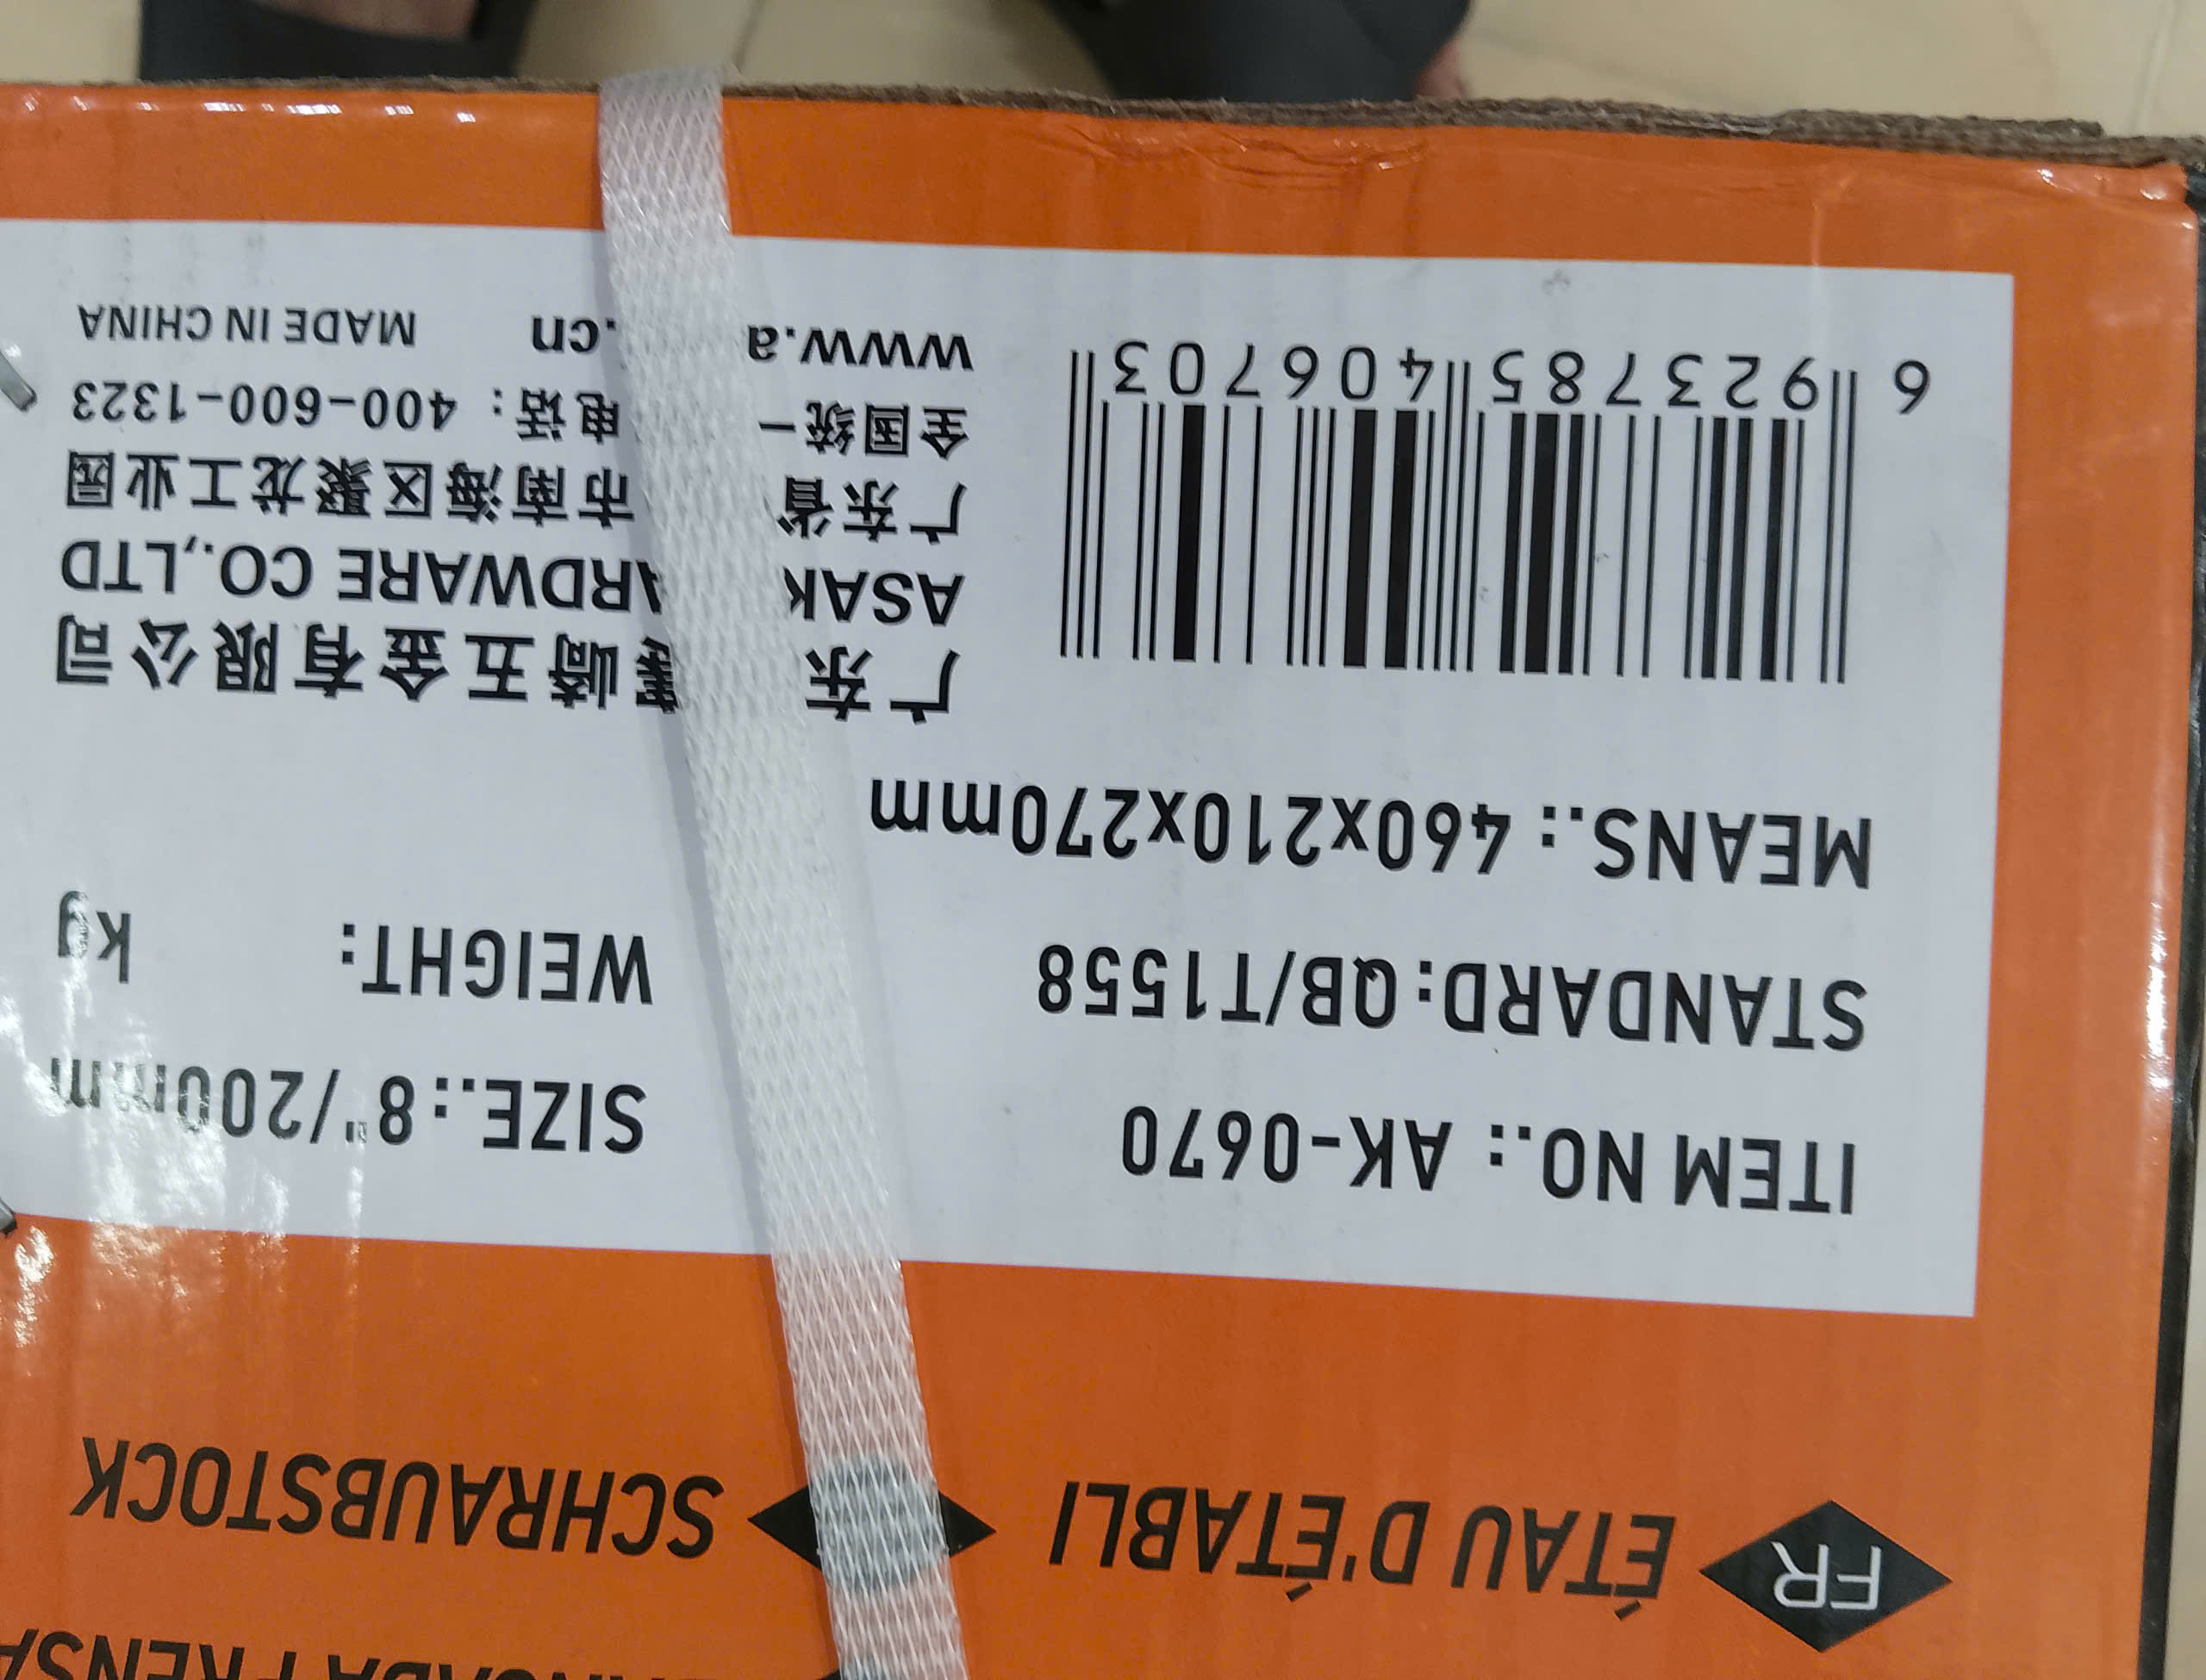 FR ÉTAU D'ÉTABLI SCHRAUBSTOCK
ITEM NO.: AK-0670 SIZE.:8"/200mm
STANDARD:QB/T1558 WEIGHT: kg
MEANS.: 460x210x270mm
广东 崎五金有限公司
ASAK ARDWARE CO.,LTD
广东省 市南海区聚龙工业园
全国统一 电话：400-600-1323
www.a .cn MADE IN CHINA
6 923785 406703